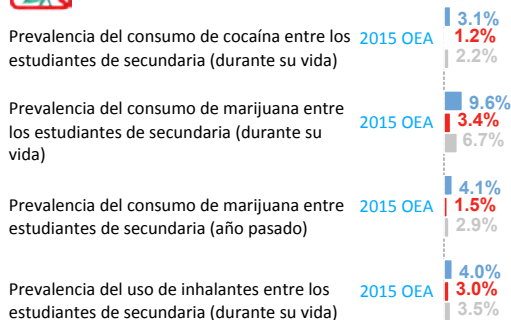 3.1%
Prevalencia del consumo de cocaína entre los 2015 OEA 1.2%
estudiantes de secundaria (durante su vida) 2.2%
9.6%
Prevalencia del consumo de marijuana entre
los estudiantes de secundaria (durante su 2015 OEA 3.4%
vida) 6.7%
4.1%
Prevalencia del consumo de marijuana entre 2015 OEA 1.5%
estudiantes de secundaria (año pasado) 2.9%
4.0%
Prevalencia del uso de inhalantes entre los 2015 OEA 3.0%
estudiantes de secundaria (durante su vida) 3.5%